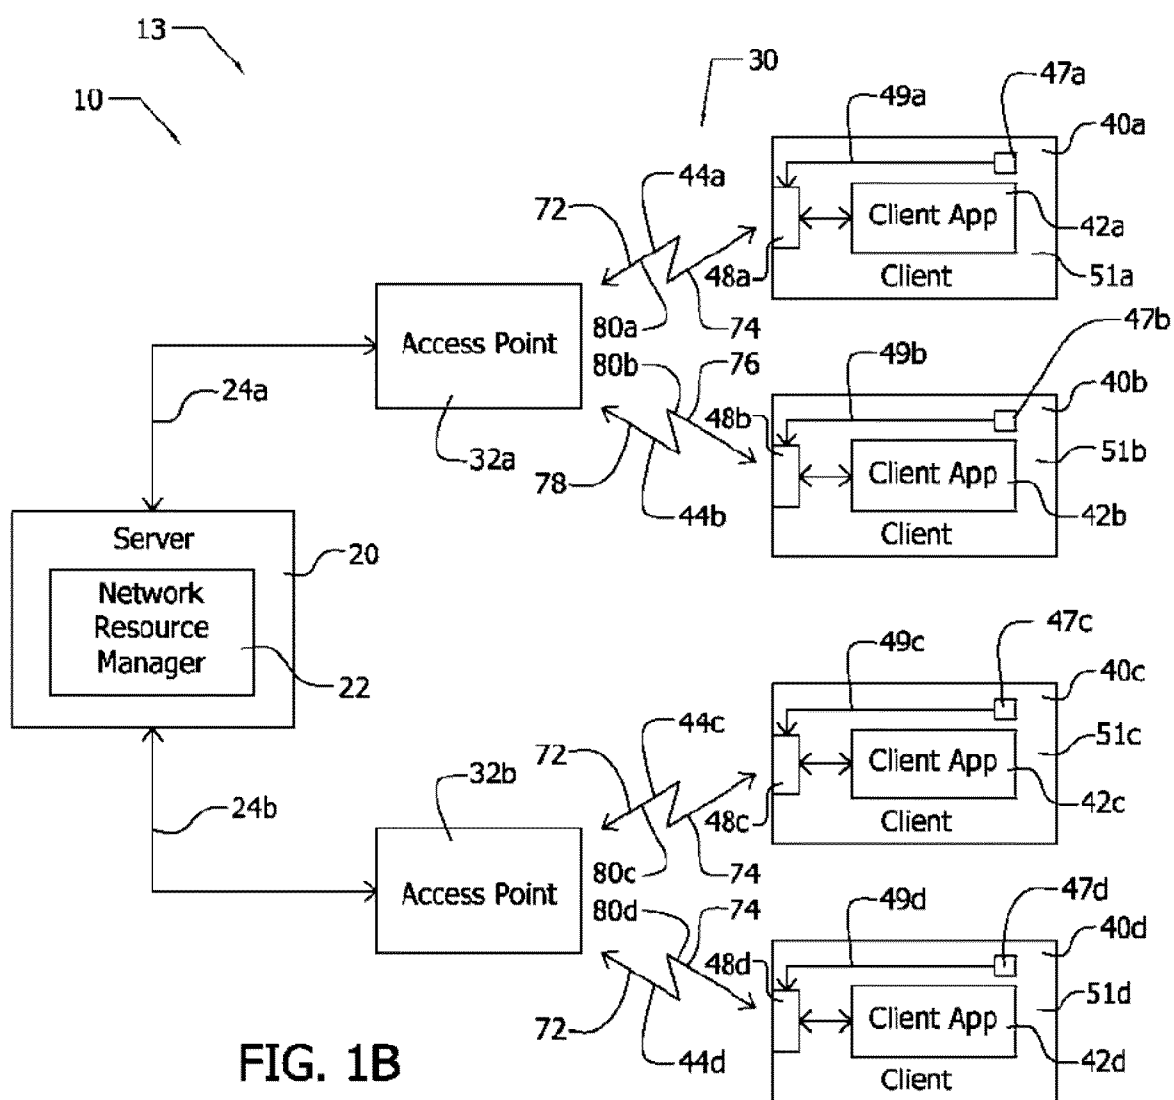 13
10
30
47a
49a
40a
44a
72
Client App
42a
48a
Client
51a
80a
74
Access Point
47b
80b
76
49b
40b
24a
48b
51b
32a
Client App
78
44b
42b
Client
Server
20
Network
Resource
Manager
22
47c
49c
40c
44c
51c
72
32b
Client App
24b
42c
48c
Client
80c
74
Access Point
47d
80d
74
49d
40d
48d
51d
Client App
72
44d
42d
Client
FIG. 1B